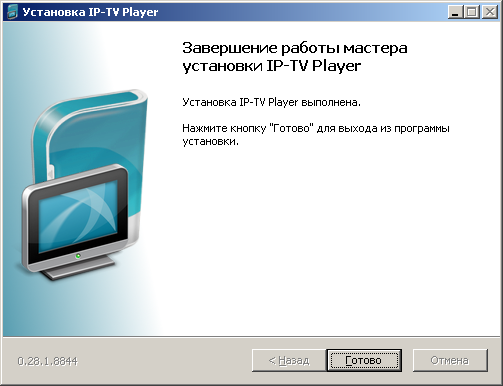 Установка IP-TV Player
Завершение работы мастера
установки IP-TV Player
Установка IP-TV Player выполнена.
Нажмите кнопку "Готово" для выхода из программы
установки.
0.28.1.8844
< Назад
Готово
Отмена